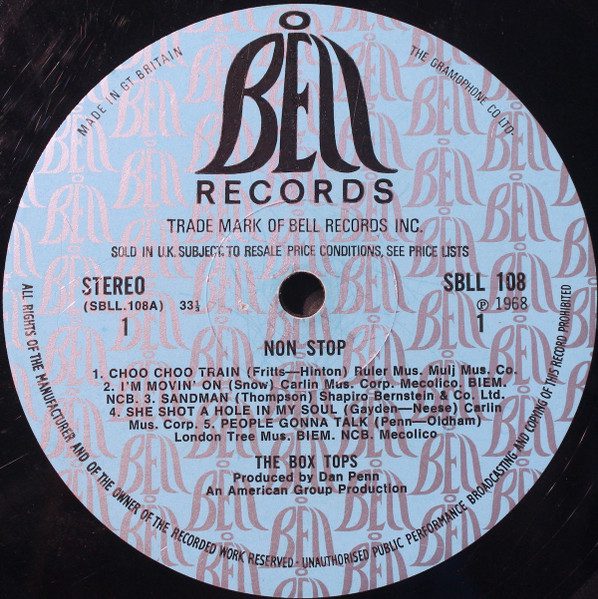 BELL
RECORDS
MADE IN GT BRITAIN
THE GRAMOPHONE CO LTD·
TRADE MARK OF BELL RECORDS INC.
SOLD IN U.K. SUBJECT TO RESALE PRICE CONDITIONS, SEE PRICE LISTS
STEREO
(SBLL.108A) 33⅓
1
SBLL 108
Ⓟ 1968
1
NON STOP
1. CHOO CHOO TRAIN (Fritts—Hinton) Ruler Mus. Mulj Mus. Co.
2. I'M MOVIN' ON (Snow) Carlin Mus. Corp. Mecolico. BIEM.
NCB. 3. SANDMAN (Thompson) Shapiro Bernstein & Co. Ltd.
4. SHE SHOT A HOLE IN MY SOUL (Gayden—Neese) Carlin
Mus. Corp. 5. PEOPLE GONNA TALK (Penn—Oldham)
London Tree Mus. BIEM. NCB. Mecolico
THE BOX TOPS
Produced by Dan Penn
An American Group Production
ALL RIGHTS OF THE MANUFACTURER AND OF THE OWNER OF THE RECORDED WORK RESERVED · UNAUTHORISED PUBLIC PERFORMANCE BROADCASTING AND COPYING OF THIS RECORD PROHIBITED
BELL